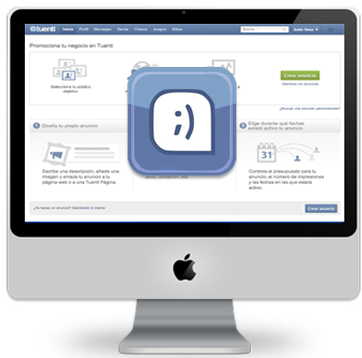 tuenti Inicio Perfil Mensajes Gente Vídeos Juegos Sitios
Promociona tu negocio en Tuenti
Selecciona tu público
objetivo
Crear anuncio
;)
1 Diseña tu propio anuncio
3 Elige durante qué fechas
estará activo tu anuncio
Escribe una descripción, añade una
imagen y enlaza tu anuncio a tu
página web o a una Tuenti Página.
31
Controla el presupuesto para tu
anuncio, el número de impresiones
y las fechas en las que estará
activo.
Crear anuncio